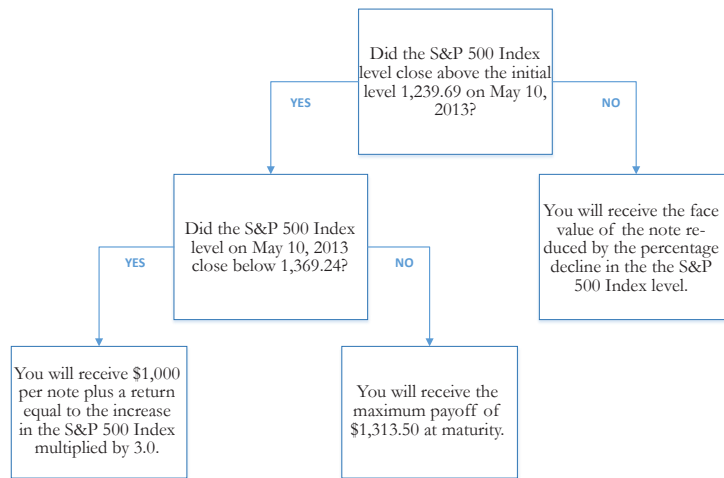 Did the S&P 500 Index
level close above the initial
level 1,239.69 on May 10,
2013?
YES
NO
Did the S&P 500 Index
level on May 10, 2013
close below 1,369.24?
You will receive the face
value of the note re-
duced by the percentage
decline in the the S&P
500 Index level.
YES
NO
You will receive $1,000
per note plus a return
equal to the increase
in the S&P 500 Index
multiplied by 3.0.
You will receive the
maximum payoff of
$1,313.50 at maturity.